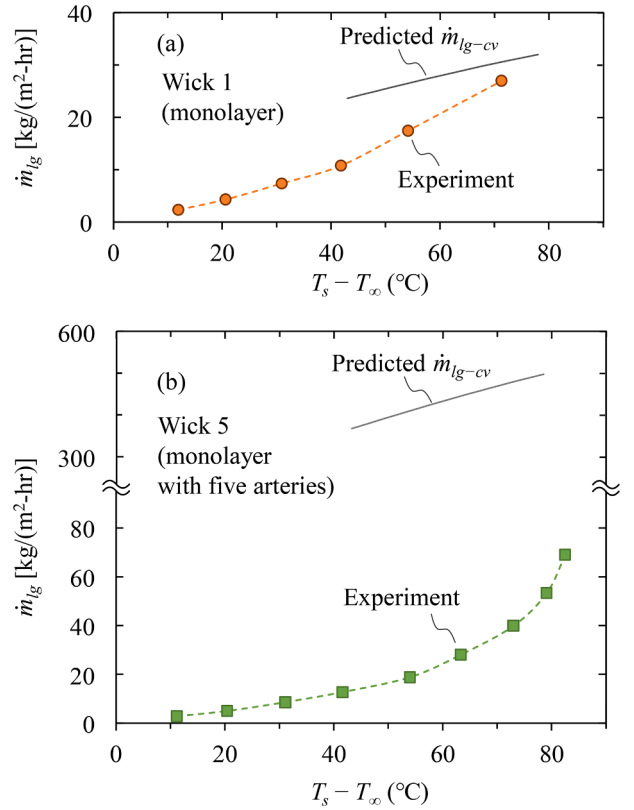 40
(a)
Predicted ṁlg−cv
Wick 1
(monolayer)
20
Experiment
0
0 20 40 60 80
Ts − T∞ (°C)
ṁlg [kg/(m²-hr)]
600
(b)
Predicted ṁlg−cv
Wick 5
(monolayer
with five arteries)
300
80
60
Experiment
40
20
0
0 20 40 60 80
Ts − T∞ (°C)
ṁlg [kg/(m²-hr)]